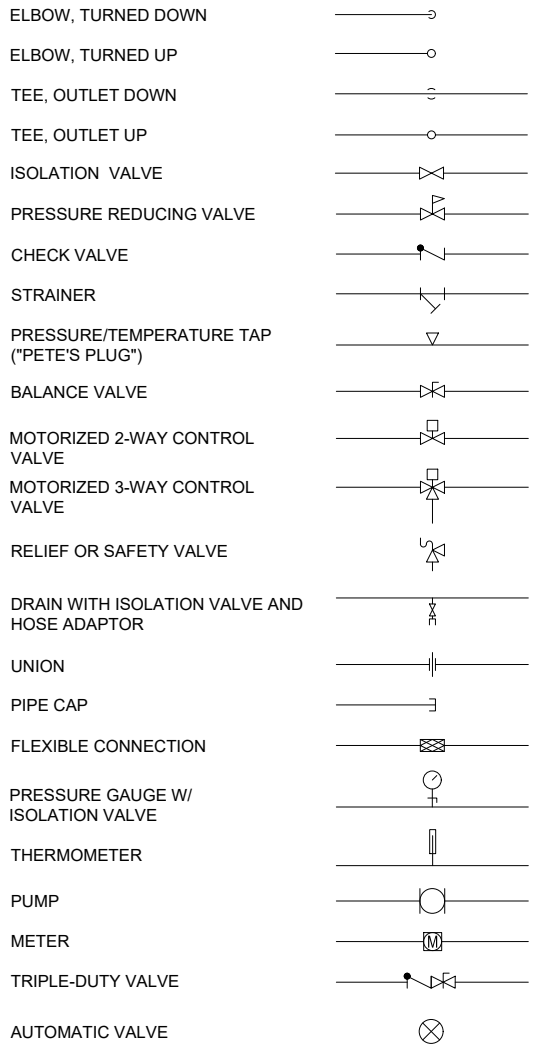 ELBOW, TURNED DOWN
ELBOW, TURNED UP
TEE, OUTLET DOWN
TEE, OUTLET UP
ISOLATION VALVE
PRESSURE REDUCING VALVE
CHECK VALVE
STRAINER
PRESSURE/TEMPERATURE TAP
("PETE'S PLUG")
BALANCE VALVE
MOTORIZED 2-WAY CONTROL
VALVE
MOTORIZED 3-WAY CONTROL
VALVE
RELIEF OR SAFETY VALVE
DRAIN WITH ISOLATION VALVE AND
HOSE ADAPTOR
UNION
PIPE CAP
FLEXIBLE CONNECTION
PRESSURE GAUGE W/
ISOLATION VALVE
THERMOMETER
PUMP
METER
M
TRIPLE-DUTY VALVE
AUTOMATIC VALVE